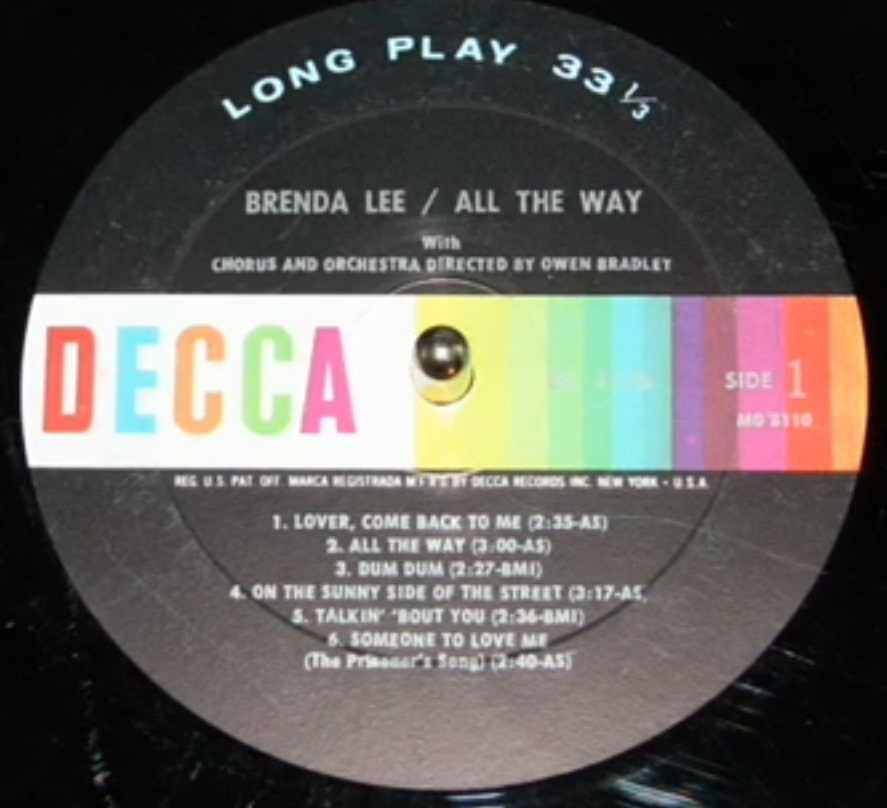 LONG PLAY 33 1/3
BRENDA LEE / ALL THE WAY
With
CHORUS AND ORCHESTRA DIRECTED BY OWEN BRADLEY
DECCA
SIDE 1
MG 8110
REG. U.S. PAT. OFF. MARCA REGISTRADA M'F'R'D BY DECCA RECORDS INC. NEW YORK • U.S.A.
1. LOVER, COME BACK TO ME (2:35-AS)
2. ALL THE WAY (3:00-AS)
3. DUM DUM (2:27-BMI)
4. ON THE SUNNY SIDE OF THE STREET (3:17-AS
5. TALKIN' 'BOUT YOU (2:36-BMI)
6. SOMEONE TO LOVE ME
(The Prisoner's Song) (2:40-AS)